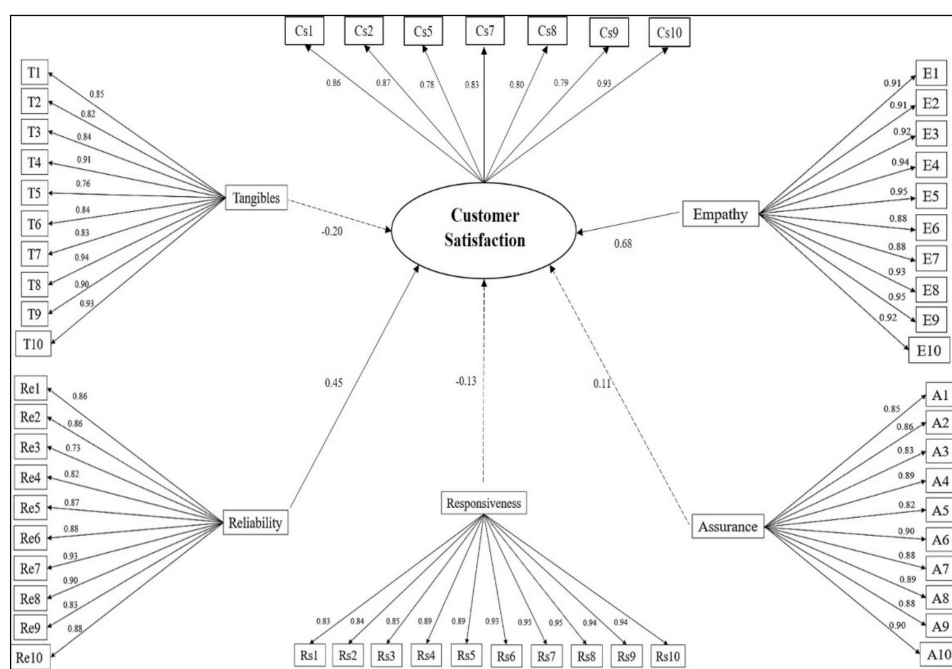 Cs1 Cs2 Cs5 Cs7 Cs8 Cs9 Cs10
0.86 0.87 0.78 0.83 0.80 0.79 0.93
T1
T2
T3
T4
T5
T6
T7
T8
T9
T10
0.85
0.82
0.84
0.91
0.76
0.84
0.83
0.94
0.90
0.93
Tangibles
-0.20
Customer
Satisfaction
0.68
Empathy
0.91
0.91
0.92
0.94
0.95
0.88
0.88
0.93
0.95
0.92
E1
E2
E3
E4
E5
E6
E7
E8
E9
E10
Re1
Re2
Re3
Re4
Re5
Re6
Re7
Re8
Re9
Re10
0.86
0.86
0.73
0.82
0.87
0.88
0.93
0.90
0.83
0.88
Reliability
0.45
-0.13
0.11
Responsiveness
0.83 0.84 0.85 0.89 0.89 0.93 0.95 0.95 0.94 0.94
Rs1 Rs2 Rs3 Rs4 Rs5 Rs6 Rs7 Rs8 Rs9 Rs10
Assurance
0.85
0.86
0.83
0.89
0.82
0.90
0.88
0.89
0.88
0.90
A1
A2
A3
A4
A5
A6
A7
A8
A9
A10